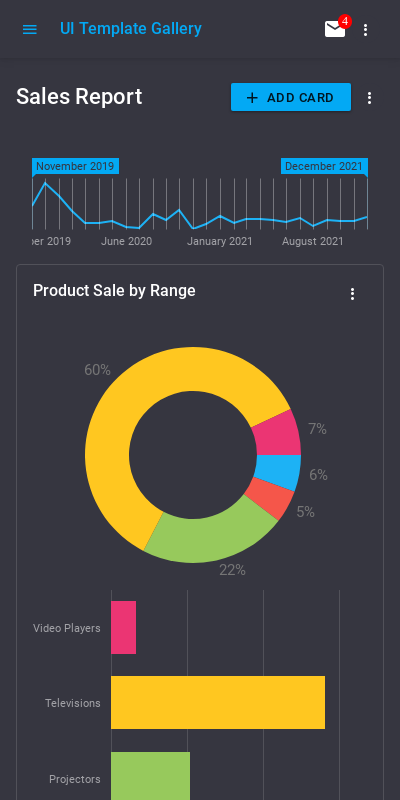 UI Template Gallery
4
Sales Report
ADD CARD
November 2019
December 2021
ber 2019
June 2020
January 2021
August 2021
Product Sale by Range
60%
7%
6%
5%
22%
Video Players
Televisions
Projectors